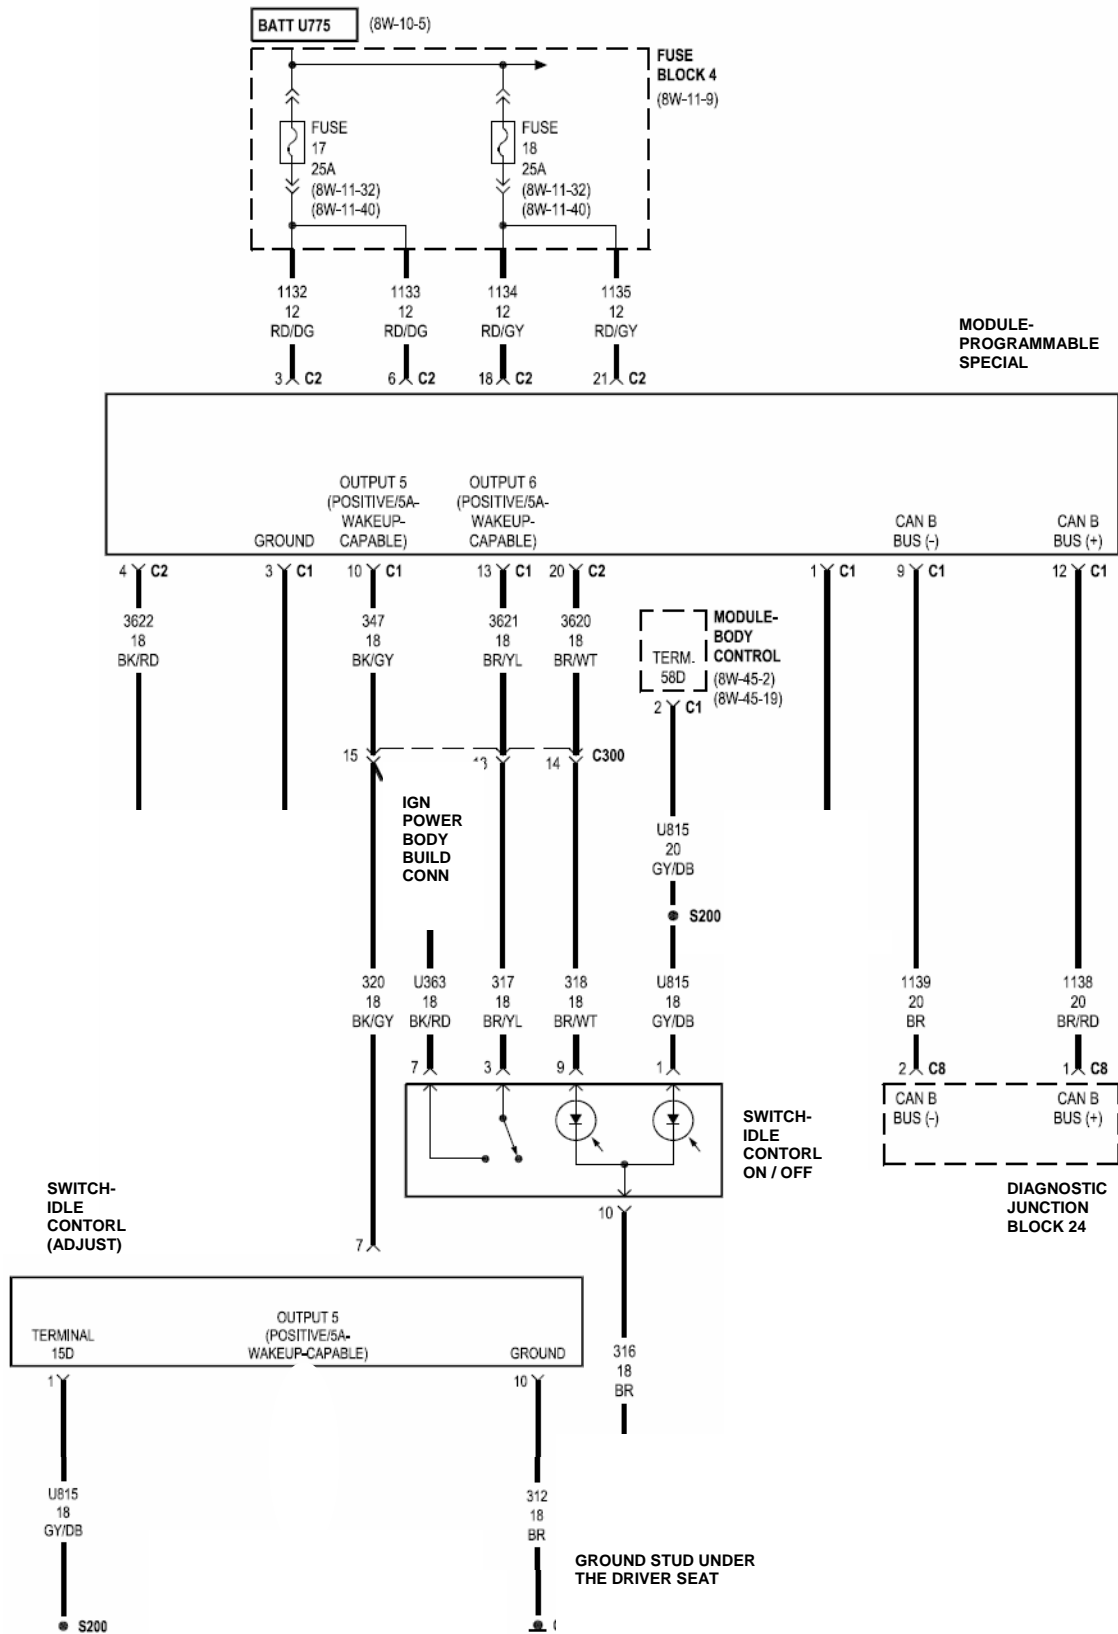 BATT U775
(8W-10-5)
FUSE
BLOCK 4
(8W-11-9)
FUSE
17
25A
(8W-11-32)
(8W-11-40)
FUSE
18
25A
(8W-11-32)
(8W-11-40)
1132
12
RD/DG
1133
12
RD/DG
1134
12
RD/GY
1135
12
RD/GY
3 C2
6 C2
18 C2
21 C2
MODULE-
PROGRAMMABLE
SPECIAL
GROUND
OUTPUT 5
(POSITIVE/5A-
WAKEUP-
CAPABLE)
OUTPUT 6
(POSITIVE/5A-
WAKEUP-
CAPABLE)
CAN B
BUS (-)
CAN B
BUS (+)
4 C2
3 C1
10 C1
13 C1
20 C2
1 C1
9 C1
12 C1
3622
18
BK/RD
347
18
BK/GY
3621
18
BR/YL
3620
18
BR/WT
TERM.
58D
MODULE-
BODY
CONTROL
(8W-45-2)
(8W-45-19)
2 C1
15
13
14
C300
IGN
POWER
BODY
BUILD
CONN
U815
20
GY/DB
S200
320
18
BK/GY
U363
18
BK/RD
317
18
BR/YL
318
18
BR/WT
U815
18
GY/DB
1139
20
BR
1138
20
BR/RD
7
3
9
1
2 C8
1 C8
CAN B
BUS (-)
CAN B
BUS (+)
SWITCH-
IDLE
CONTORL
ON / OFF
DIAGNOSTIC
JUNCTION
BLOCK 24
10
SWITCH-
IDLE
CONTORL
(ADJUST)
7
TERMINAL
15D
OUTPUT 5
(POSITIVE/5A-
WAKEUP-CAPABLE)
GROUND
316
18
BR
1
10
U815
18
GY/DB
312
18
BR
GROUND STUD UNDER
THE DRIVER SEAT
S200